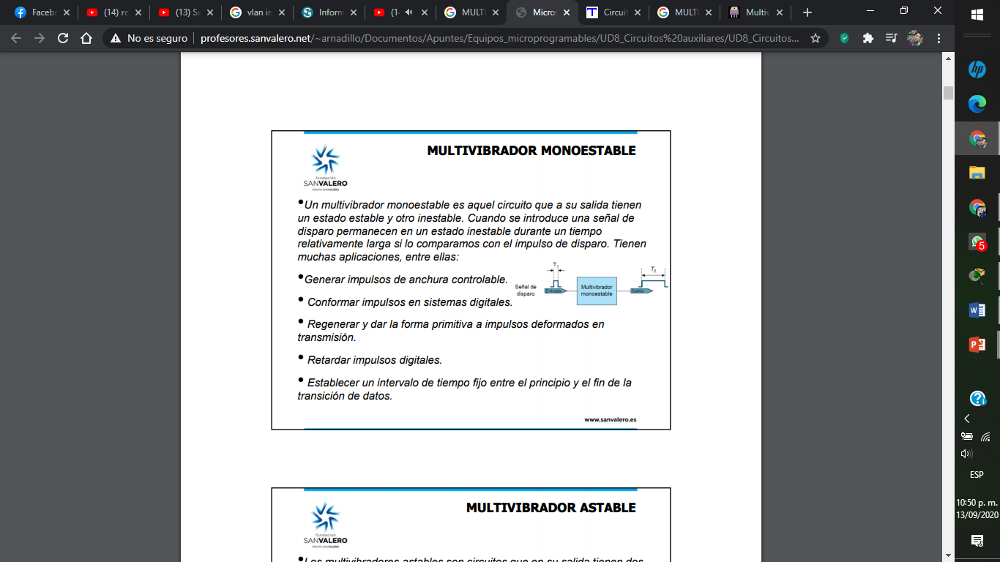 Faceb
(14) re
(13) Se
vlan in
Inform
(1
MULTI
Micros
Circuit
MULTI
Multiv
No es seguro | profesores.sanvalero.net/~arnadillo/Documentos/Apuntes/Equipos_microprogramables/UD8_Circuitos%20auxiliares/UD8_Circuitos...
MULTIVIBRADOR MONOESTABLE
fundación
SANVALERO
GRUPO SANVALERO
•Un multivibrador monoestable es aquel circuito que a su salida tienen
un estado estable y otro inestable. Cuando se introduce una señal de
disparo permanecen en un estado inestable durante un tiempo
relativamente larga si lo comparamos con el impulso de disparo. Tienen
muchas aplicaciones, entre ellas:
•Generar impulsos de anchura controlable.
• Conformar impulsos en sistemas digitales.
• Regenerar y dar la forma primitiva a impulsos deformados en
transmisión.
• Retardar impulsos digitales.
• Establecer un intervalo de tiempo fijo entre el principio y el fin de la
transición de datos.
Señal de
disparo
T1
Entrada
Multivibrador
monoestable
T2
Salida
www.sanvalero.es
MULTIVIBRADOR ASTABLE
fundación
SANVALERO
GRUPO SANVALERO
•Los multivibradores astables son circuitos que en su salida tienen dos
hp
5
ESP
10:50 p. m.
13/09/2020